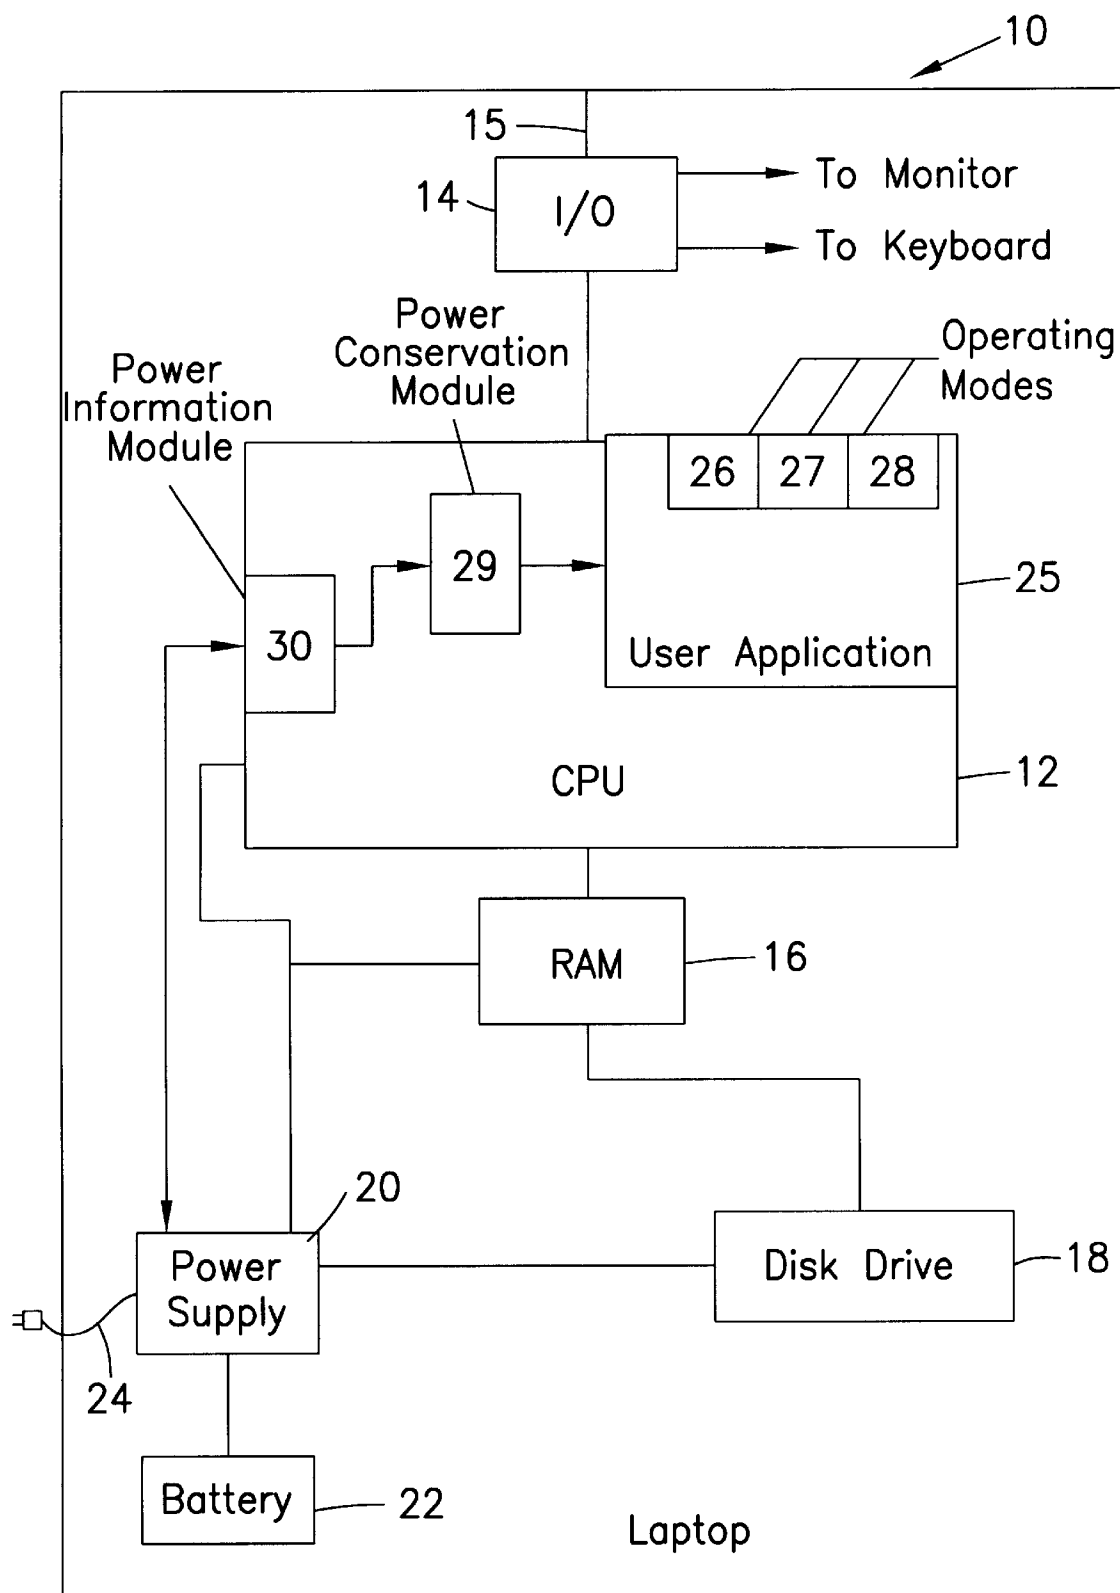 10
15
14
I/O
To Monitor
To Keyboard
Power
Conservation
Module
Operating
Modes
Power
Information
Module
26 27 28
29
25
30
User Application
CPU
12
RAM
16
20
Power
Supply
Disk Drive
18
24
Battery
22
Laptop